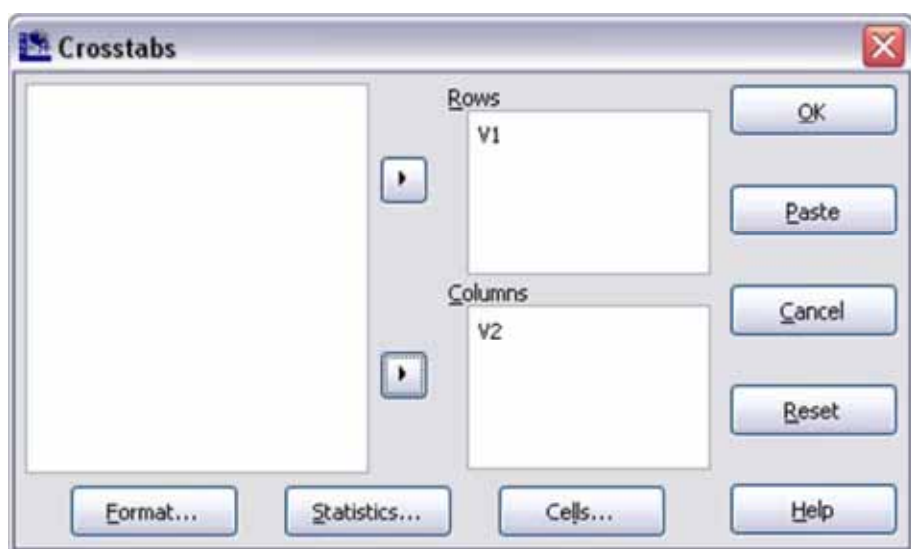 Crosstabs
Rows
V1
Columns
V2
OK
Paste
Cancel
Reset
Help
Format...
Statistics...
Cells...